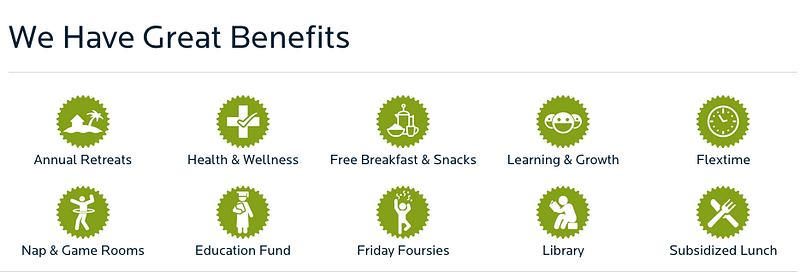 We Have Great Benefits
Annual Retreats
Health & Wellness
Free Breakfast & Snacks
Learning & Growth
Flextime
Nap & Game Rooms
Education Fund
Friday Foursies
Library
Subsidized Lunch